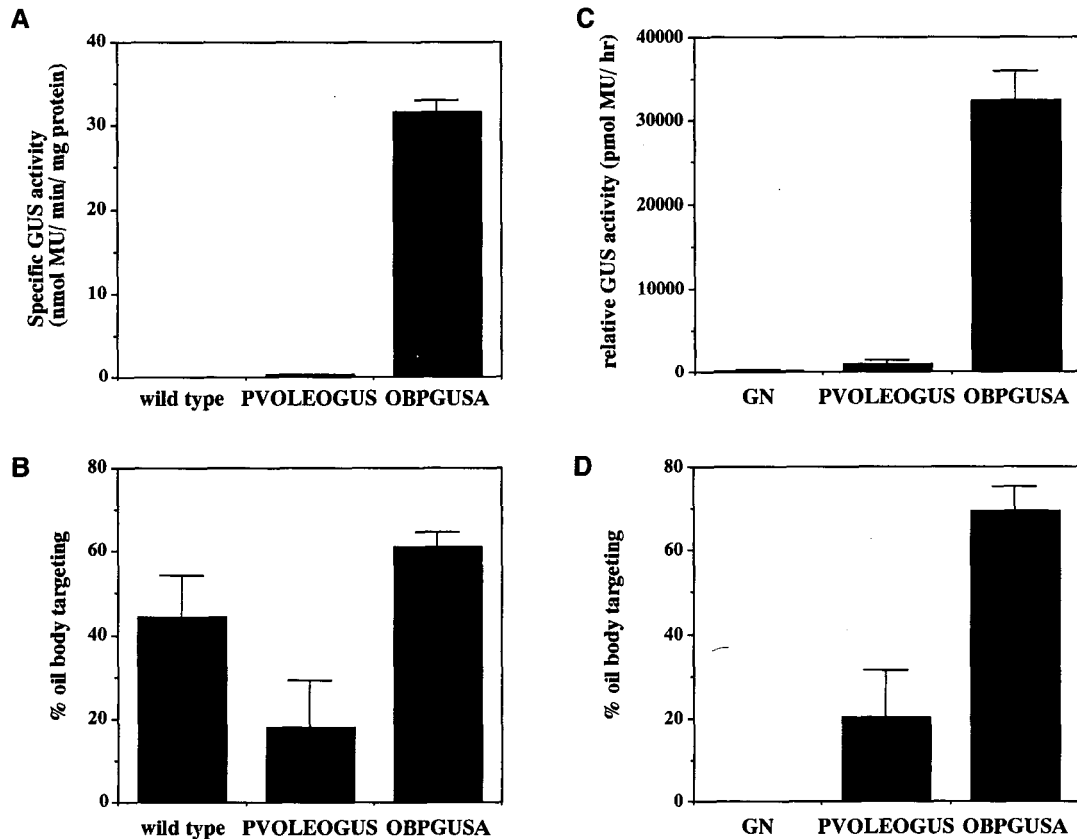 A
Specific GUS activity
(nmol MU/ min/ mg protein)
40
30
20
10
0
wild type PVOLEOGUS OBPGUSA
B
% oil body targeting
80
60
40
20
0
wild type PVOLEOGUS OBPGUSA
C
relative GUS activity (pmol MU/ hr)
40000
30000
20000
10000
0
GN PVOLEOGUS OBPGUSA
D
% oil body targeting
80
60
40
20
0
GN PVOLEOGUS OBPGUSA